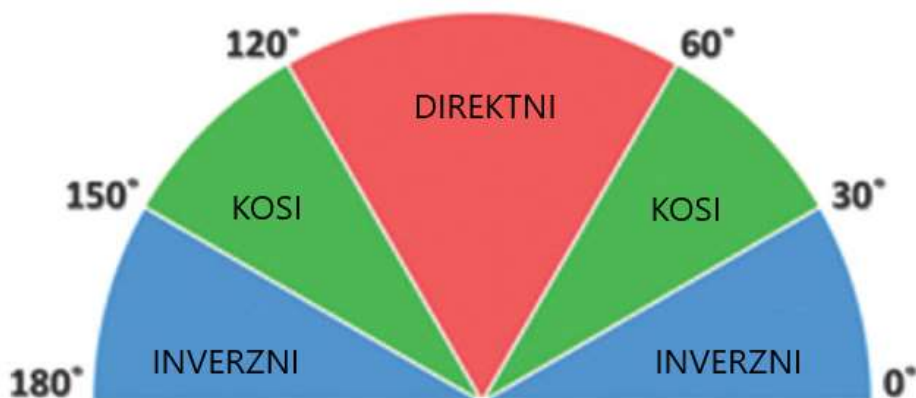 120° 60°
DIREKTNI
150° KOSI KOSI 30°
INVERZNI INVERZNI
180° 0°